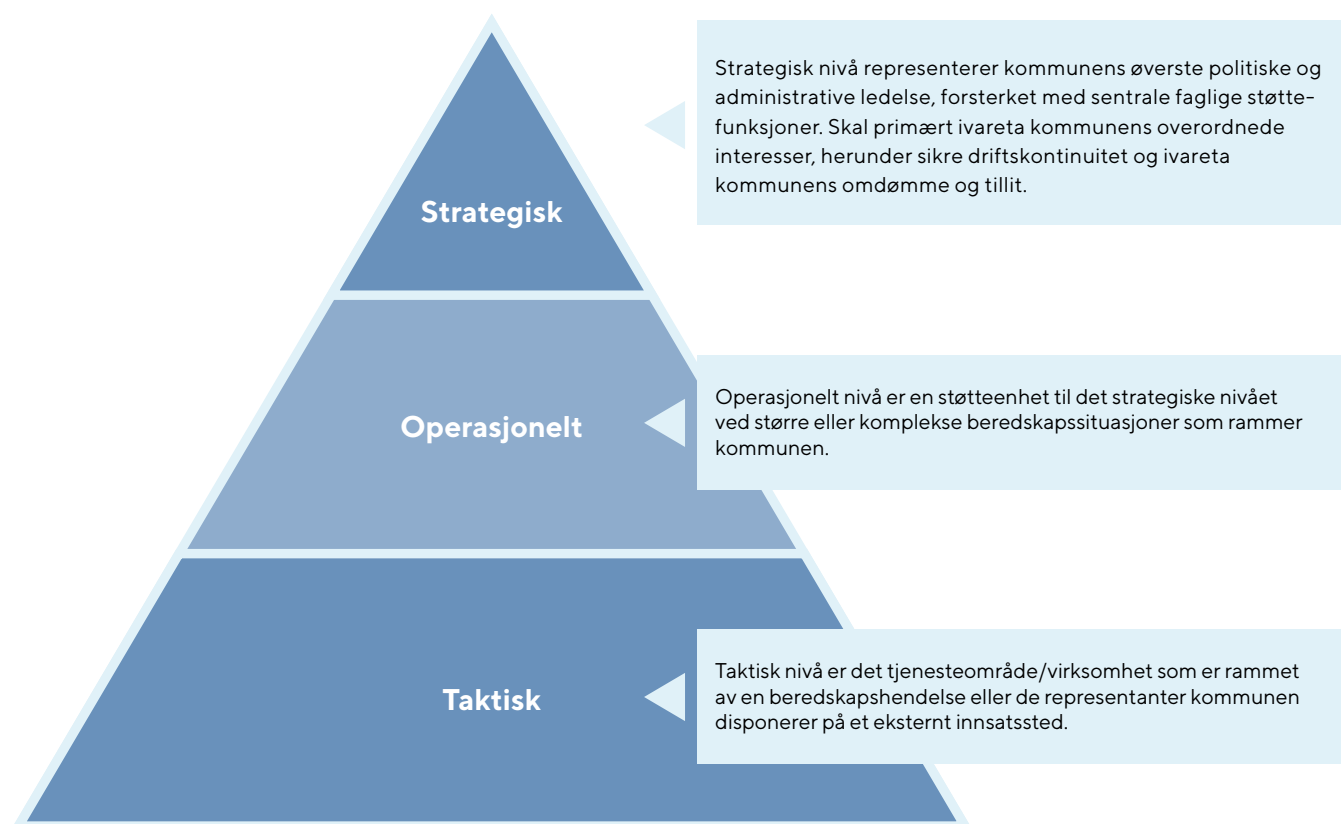 Strategisk
Strategisk nivå representerer kommunens øverste politiske og
administrative ledelse, forsterket med sentrale faglige støtte-
funksjoner. Skal primært ivareta kommunens overordnede
interesser, herunder sikre driftskontinuitet og ivareta
kommunens omdømme og tillit.
Operasjonelt
Operasjonelt nivå er en støtteenhet til det strategiske nivået
ved større eller komplekse beredskapssituasjoner som rammer
kommunen.
Taktisk
Taktisk nivå er det tjenesteområde/virksomhet som er rammet
av en beredskapshendelse eller de representanter kommunen
disponerer på et eksternt innsatssted.